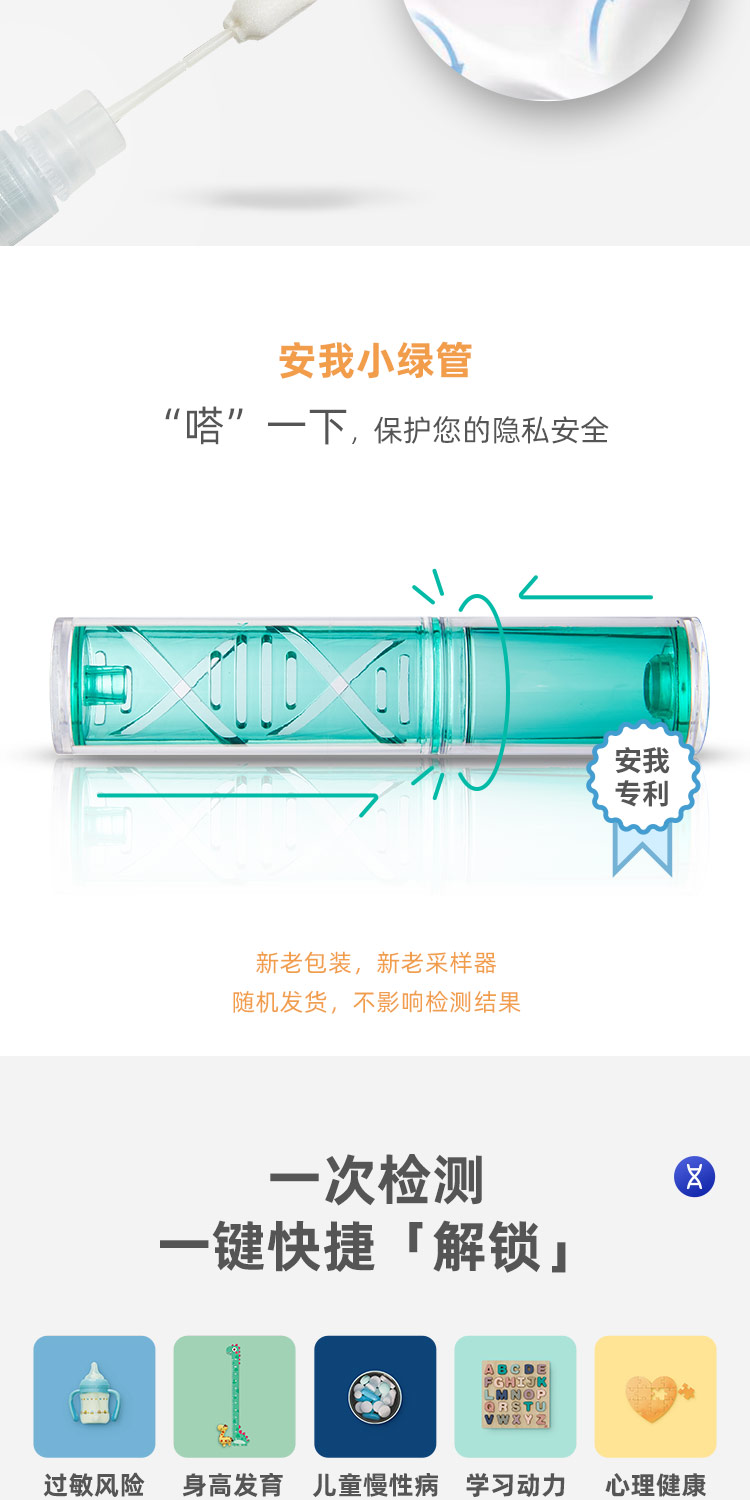 安我小绿管
“嗒”一下，保护您的隐私安全
安我
专利
新老包装，新老采样器
随机发货，不影响检测结果
一次检测
一键快捷「解锁」
A B C D E
F G H I J K
L M N O P
Q R S T U
V W X Y Z
过敏风险 身高发育 儿童慢性病 学习动力 心理健康